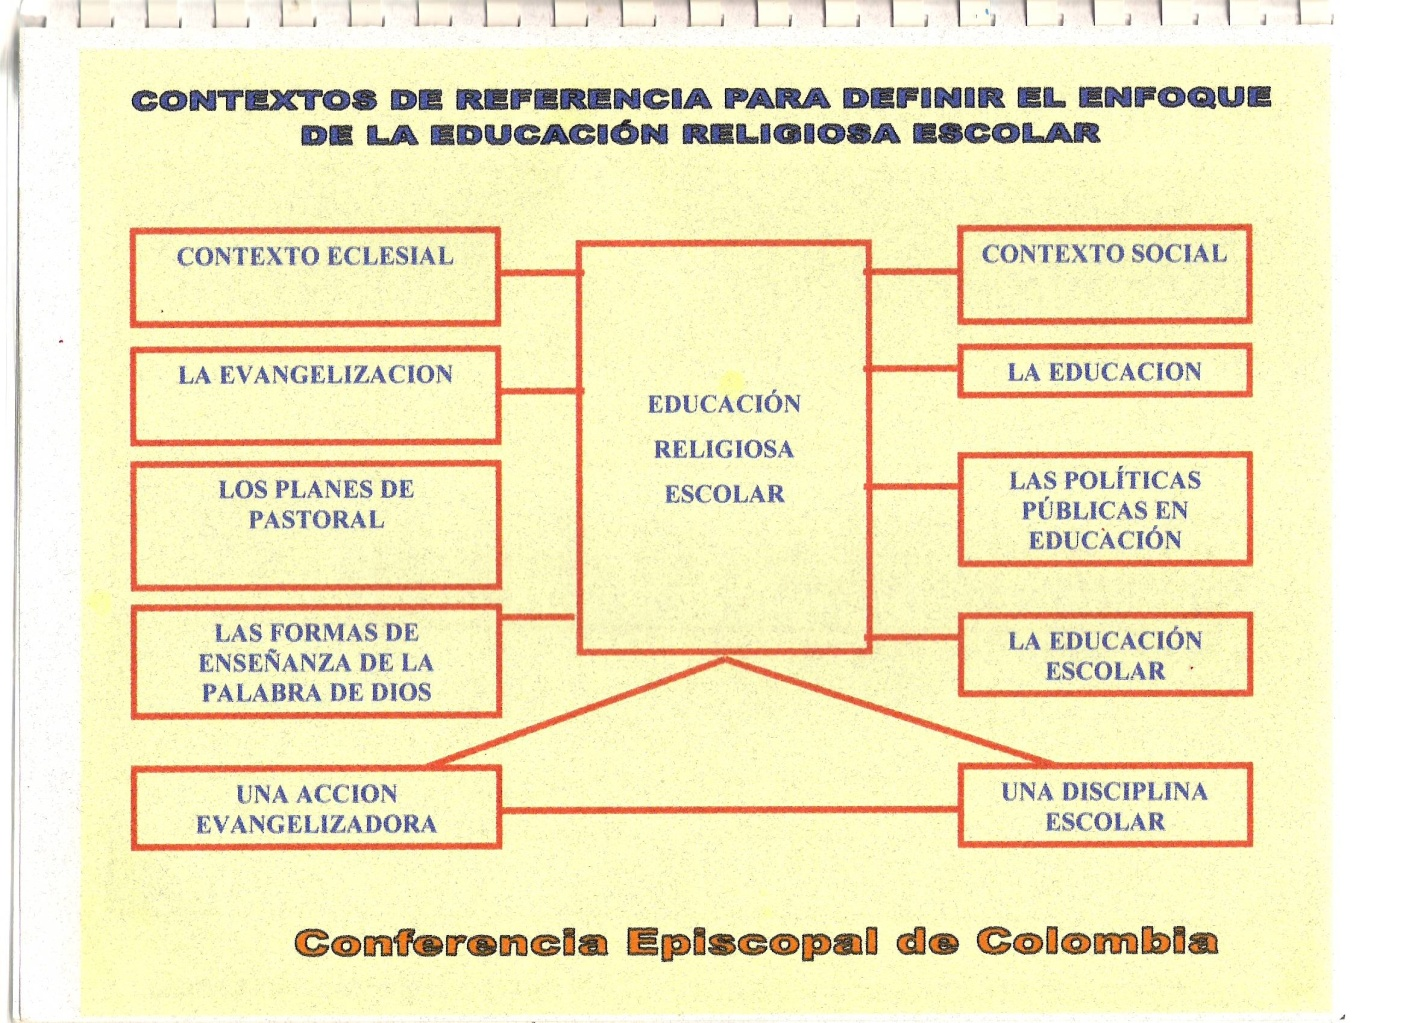 CONTEXTOS DE REFERENCIA PARA DEFINIR EL ENFOQUE
DE LA EDUCACIÓN RELIGIOSA ESCOLAR
CONTEXTO ECLESIAL
LA EVANGELIZACION
LOS PLANES DE
PASTORAL
LAS FORMAS DE
ENSEÑANZA DE LA
PALABRA DE DIOS
UNA ACCION
EVANGELIZADORA
EDUCACIÓN
RELIGIOSA
ESCOLAR
CONTEXTO SOCIAL
LA EDUCACION
LAS POLÍTICAS
PÚBLICAS EN
EDUCACIÓN
LA EDUCACIÓN
ESCOLAR
UNA DISCIPLINA
ESCOLAR
Conferencia Episcopal de Colombia